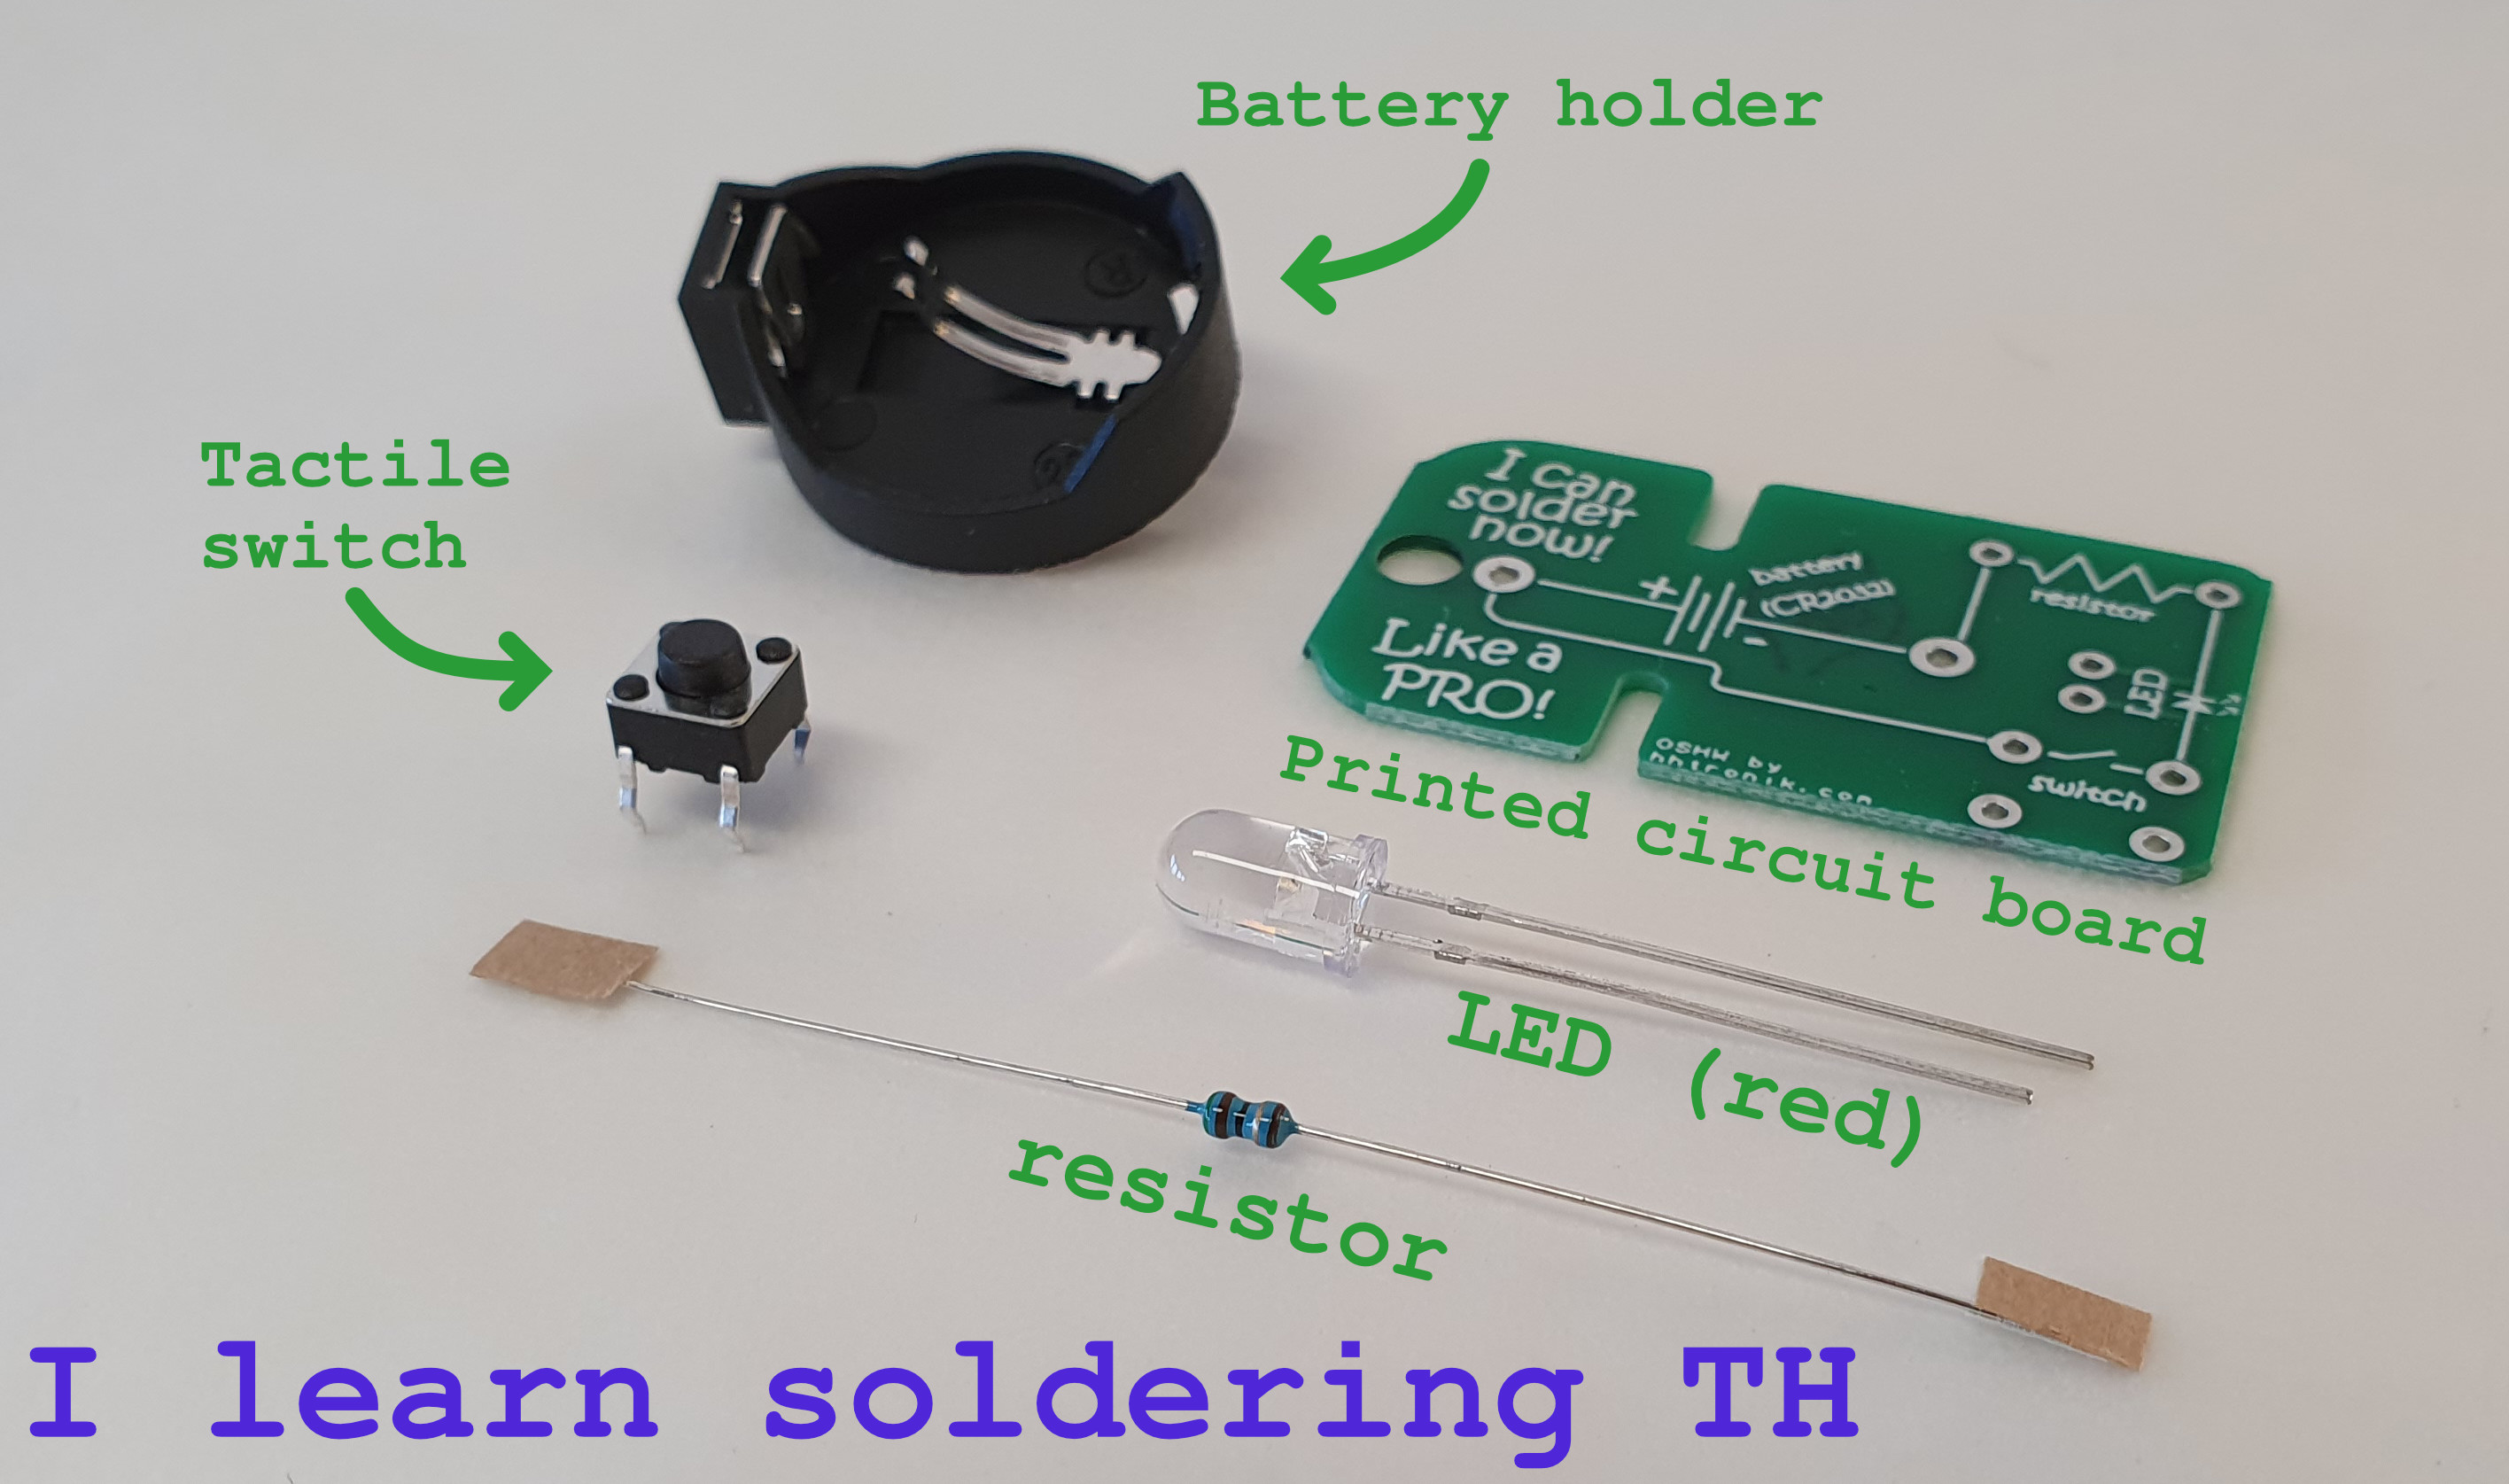 Battery holder
Tactile
switch
I can
solder
now!
Like a
PRO!
+
battery
(CR2032)
-
resistor
LED
switch
OSHW by
hhtronik.com
Printed circuit board
LED (red)
resistor
I learn soldering TH